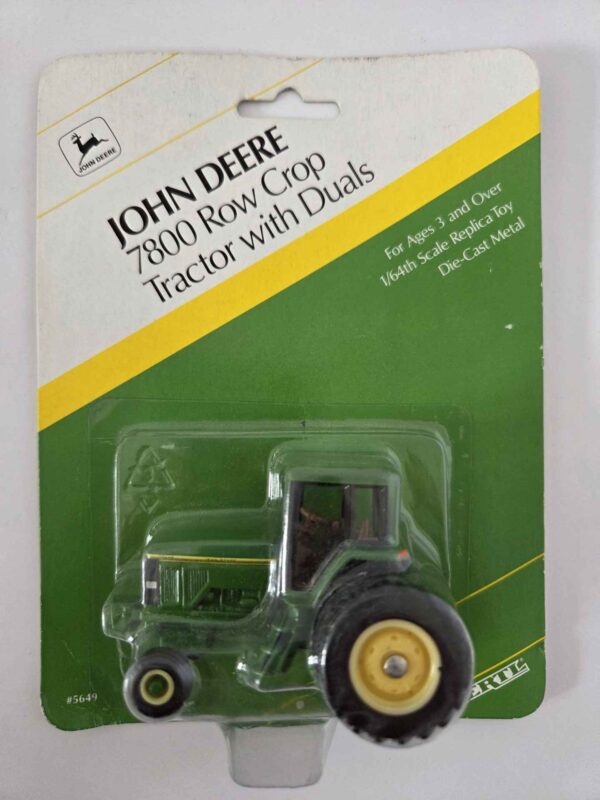 JOHN DEERE
JOHN DEERE
7800 Row Crop
Tractor with Duals
For Ages 3 and Over
1/64th Scale Replica Toy
Die-Cast Metal
#5649
ERTL